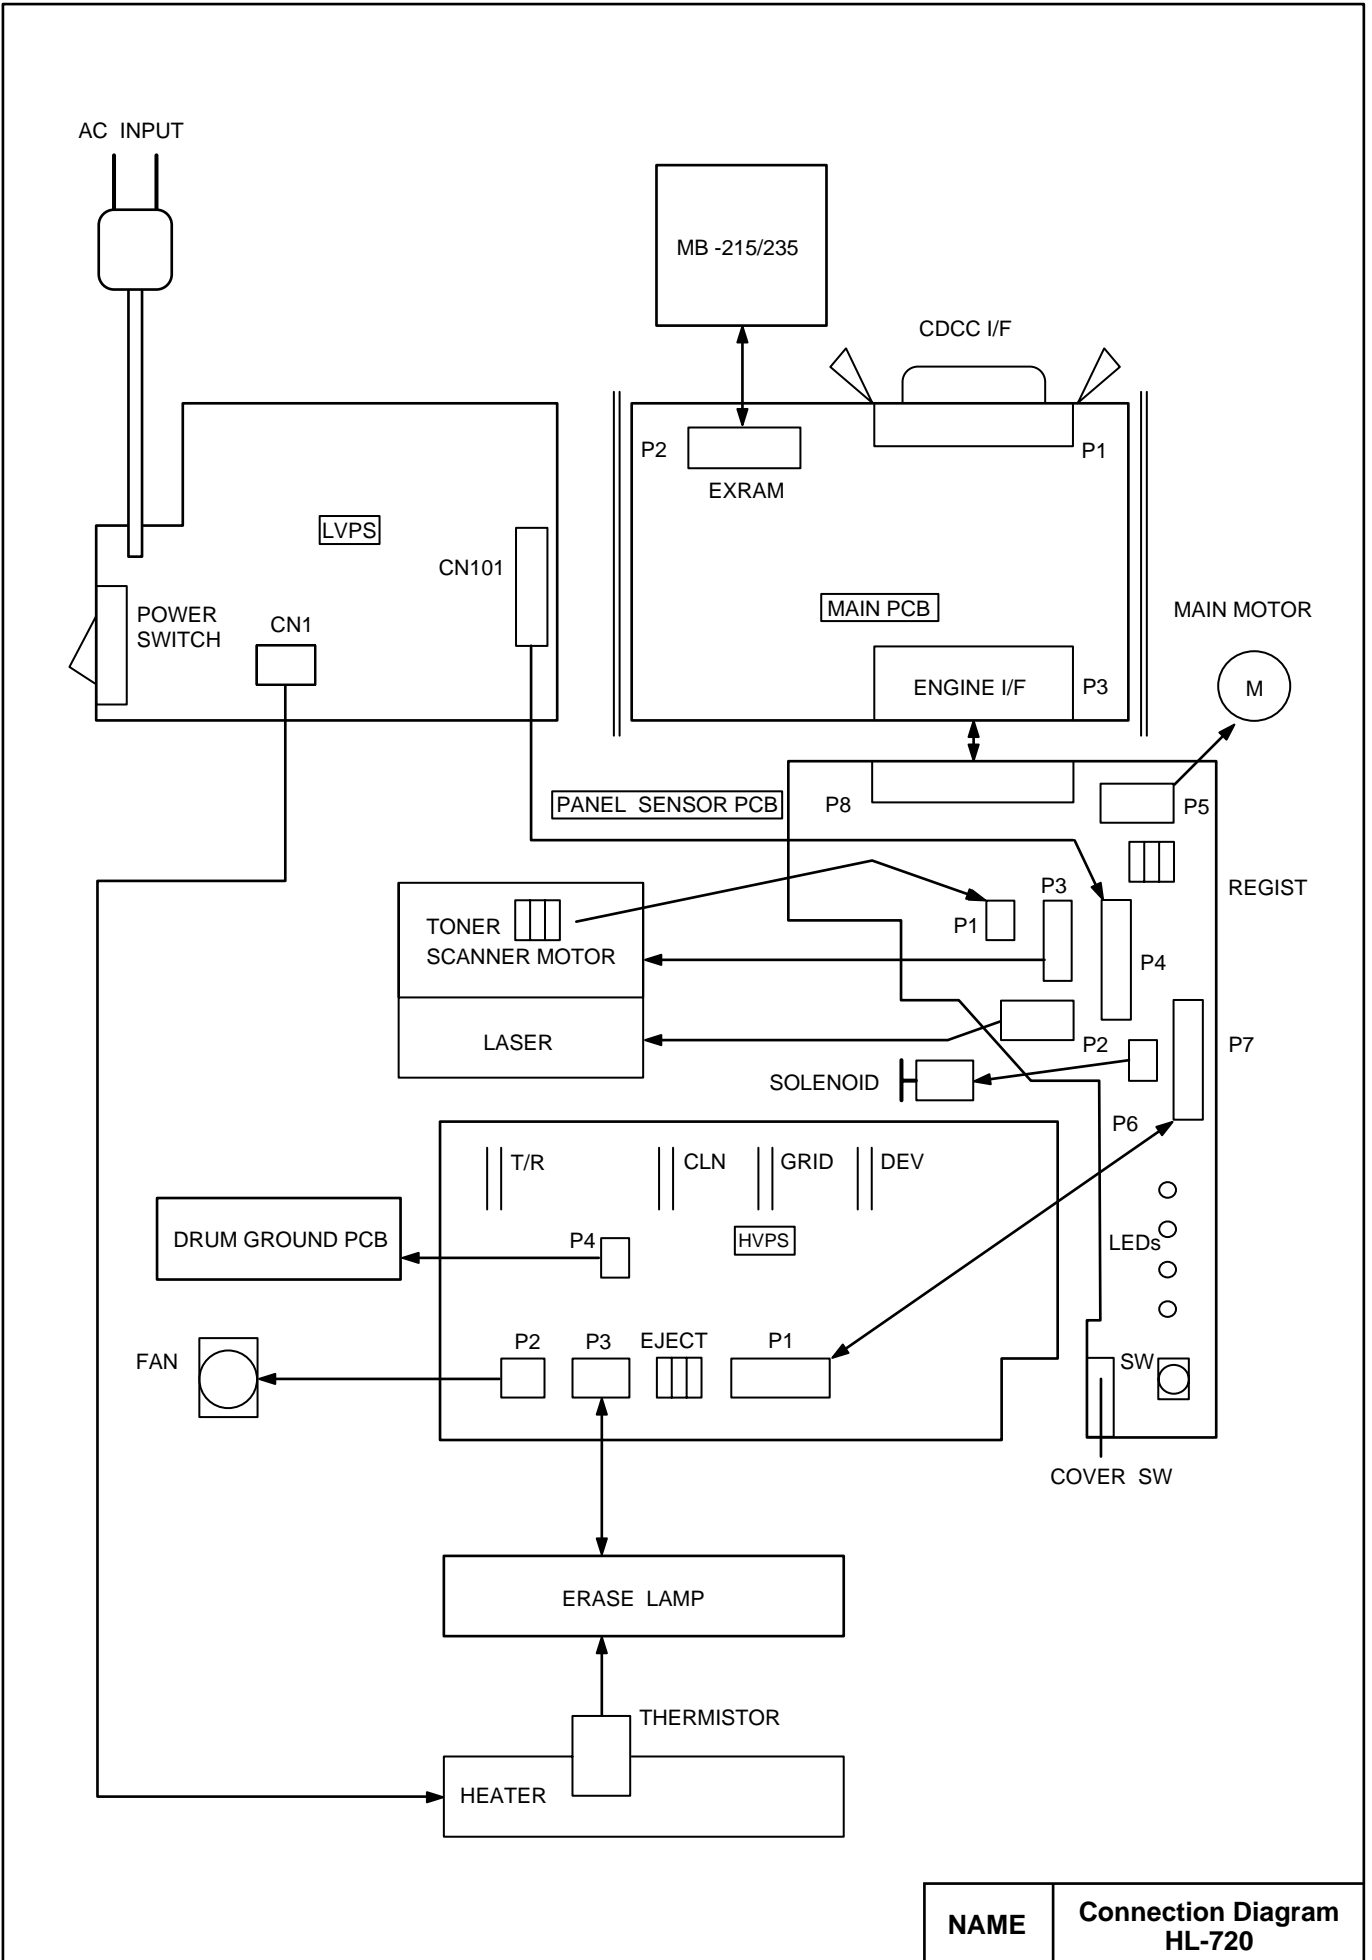 AC  INPUT
MB -215/235
CDCC I/F
P2
P1
EXRAM
LVPS
CN101
MAIN PCB
MAIN MOTOR
POWER
SWITCH
CN1
ENGINE I/F
P3
M
PANEL  SENSOR PCB
P8
P5
REGIST
P3
TONER
P1
SCANNER MOTOR
P4
LASER
P2
P7
SOLENOID
P6
T/R
CLN
GRID
DEV
DRUM GROUND PCB
P4
HVPS
LEDs
FAN
P2
P3
EJECT
P1
SW
COVER  SW
ERASE  LAMP
THERMISTOR
HEATER
NAME
Connection Diagram
HL-720